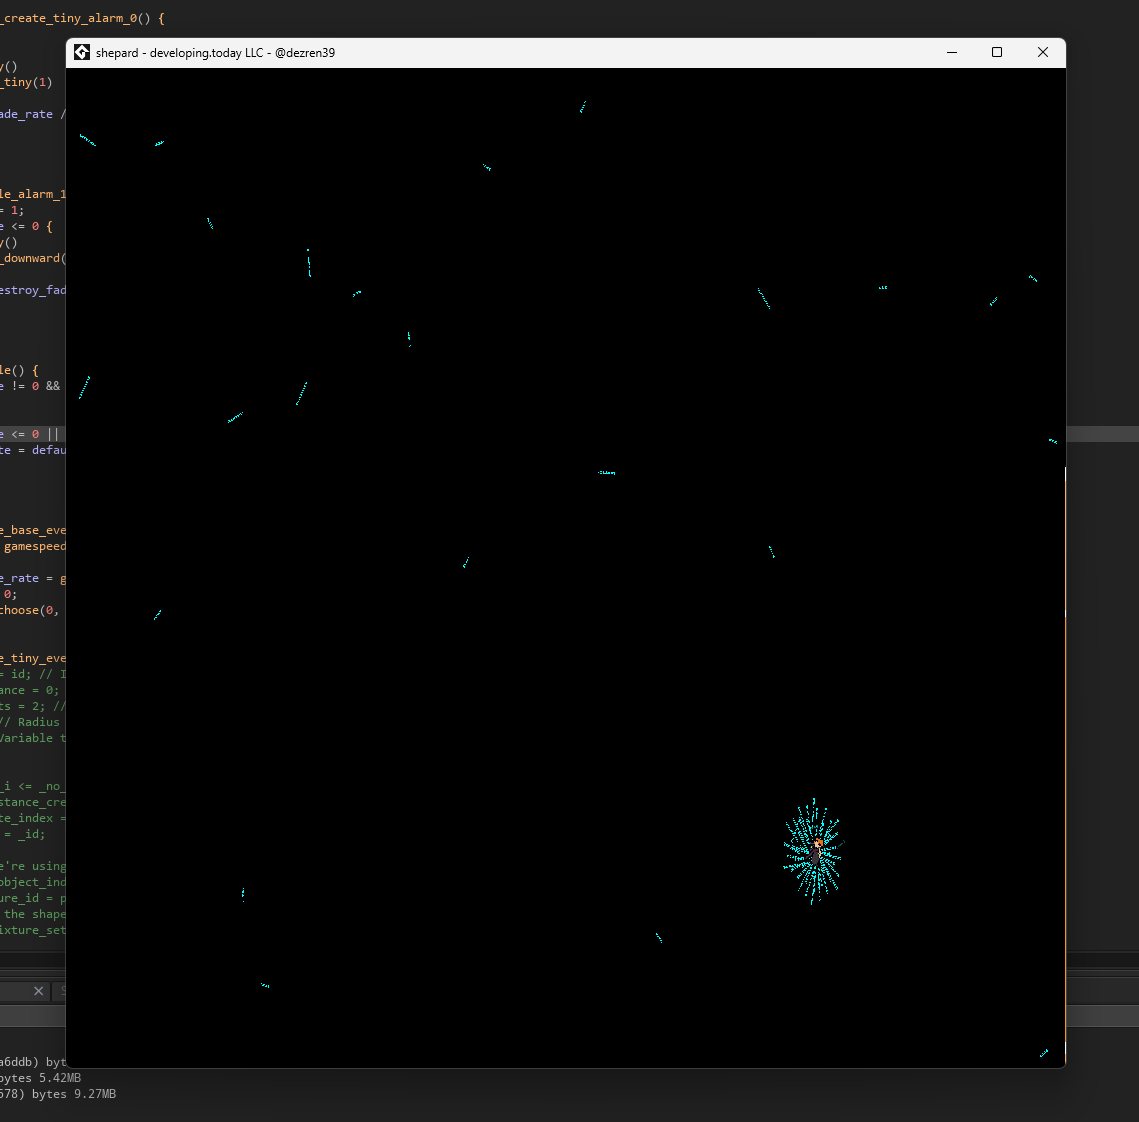 _create_tiny_alarm_0() {
shepard - developing.today LLC - @dezren39
y()
_tiny(1)
ade_rate /
le_alarm_1
= 1;
e <= 0 {
y()
_downward(
estroy_fad
le() {
e != 0 &&
e <= 0 ||
te = defau
e_base_eve
gamespeed
e_rate = g
0;
choose(0,
e_tiny_eve
= id; // I
ance = 0;
ts = 2; //
// Radius
Variable t
_i <= _no_
stance_cre
te_index =
= _id;
e're using
object_ind
ure_id = p
the shape
ixture_set
S
a6ddb) byt
bytes 5.42MB
578) bytes 9.27MB